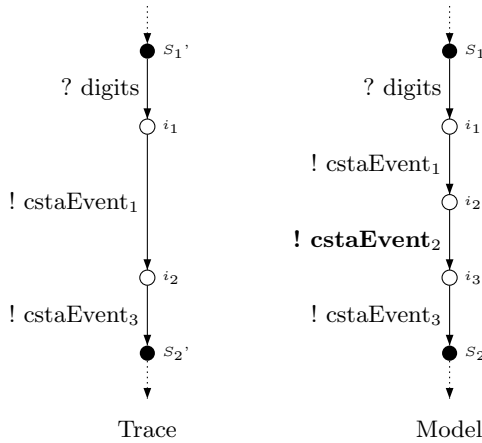 S₁' S₁
? digits ? digits
i₁ i₁
! cstaEvent₁
! cstaEvent₁ i₂
! cstaEvent₂
i₂ i₃
! cstaEvent₃ ! cstaEvent₃
S₂' S₂
Trace Model